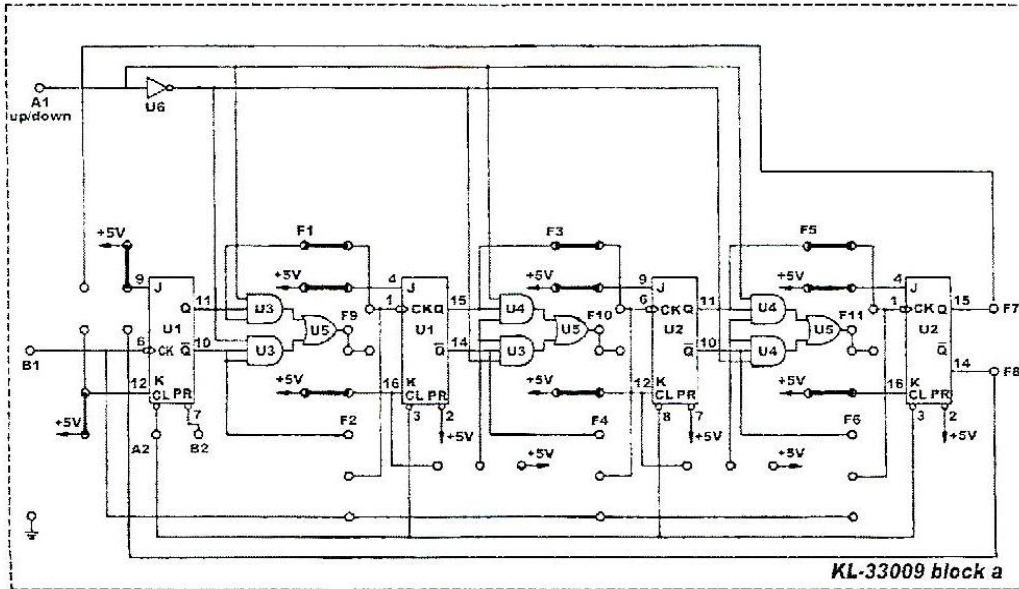 A1
up/down
U6
+5V
F1
F3
F5
+5V
+5V
+5V
9
J
Q
11
U1
6
CK
Q̅
10
12
K
CL
PR
7
B1
+5V
A2
B2
U3
U3
U5
F9
F2
4
J
1
CK
Q
15
U1
Q̅
14
16
K
CL
PR
3
2
+5V
+5V
U4
U3
U5
F10
F4
+5V
9
J
6
CK
Q
11
U2
Q̅
10
12
K
CL
PR
8
7
+5V
+5V
U4
U4
U5
F11
F6
+5V
4
J
1
CK
Q
15
F7
U2
Q̅
14
F8
16
K
CL
PR
3
2
+5V
+5V
KL-33009 block a